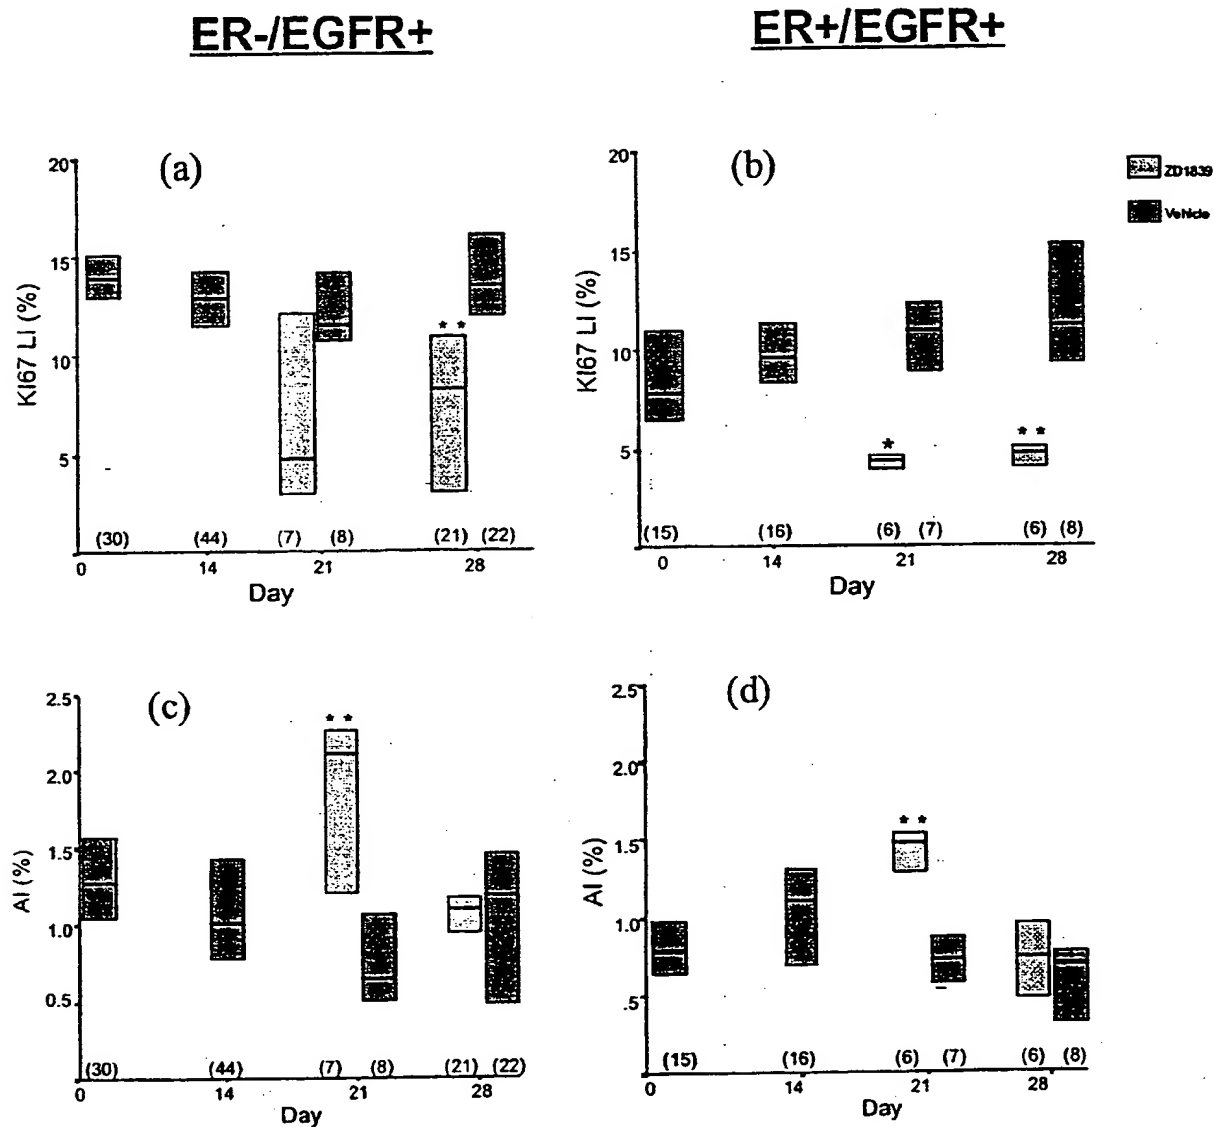 ER-/EGFR+
ER+/EGFR+
(a)
20
15
10
5
0
KI67 LI (%)
* *
(30) (44) (7) (8) (21) (22)
0 14 21 28
Day
(b)
20
15
10
5
KI67 LI (%)
*
* *
(15) (16) (6) (7) (6) (8)
0 14 21 28
Day
ZD1839
Vehicle
(c)
2.5
2.0
1.5
1.0
0.5
AI (%)
* *
(30) (44) (7) (8) (21) (22)
0 14 21 28
Day
(d)
2.5
2.0
1.5
1.0
.5
AI (%)
* *
(15) (16) (6) (7) (6) (8)
0 14 21 28
Day